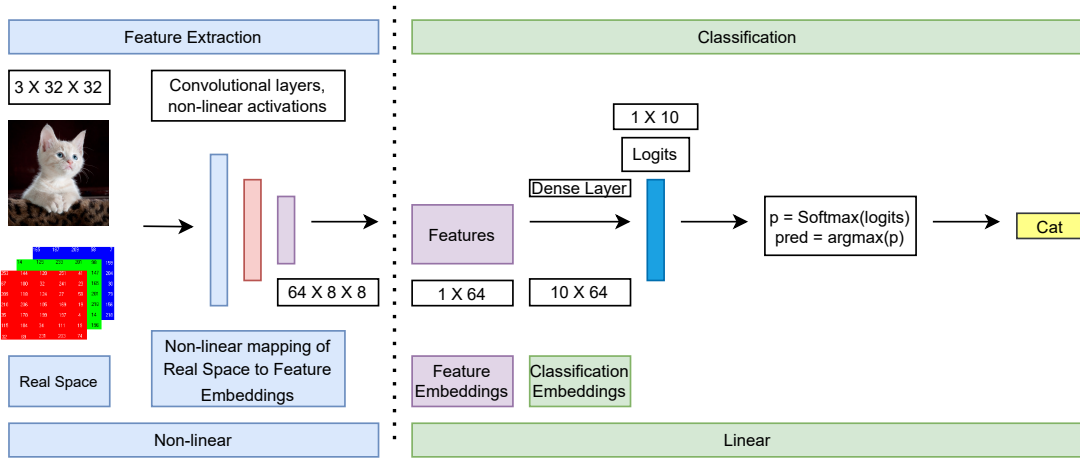 Feature Extraction
Classification
3 X 32 X 32
Convolutional layers,
non-linear activations
1 X 10
Logits
Dense Layer
Features
p = Softmax(logits)
pred = argmax(p)
Cat
64 X 8 X 8
1 X 64
10 X 64
Real Space
Non-linear mapping of
Real Space to Feature
Embeddings
Feature
Embeddings
Classification
Embeddings
Non-linear
Linear